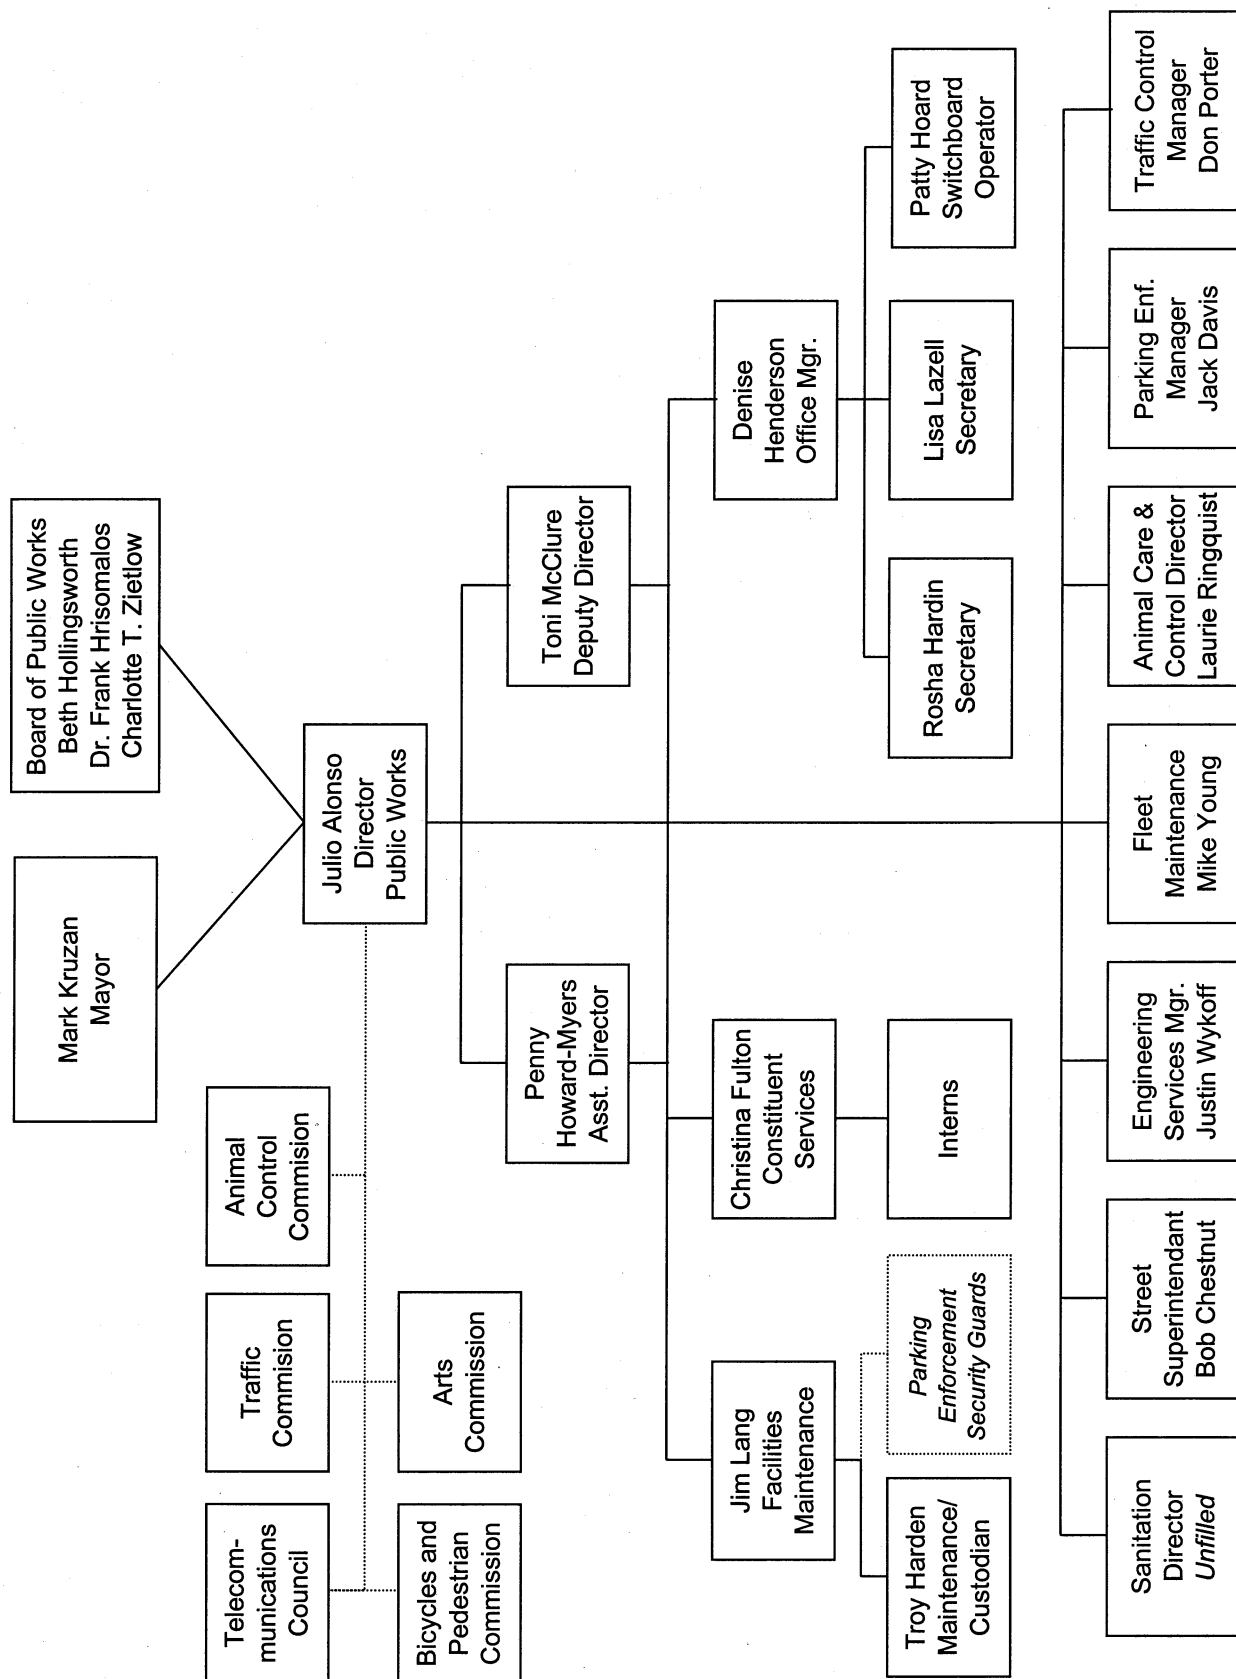 Mark Kruzan
Mayor
Board of Public Works
Beth Hollingsworth
Dr. Frank Hrisomalos
Charlotte T. Zietlow
Telecom-
munications
Council
Traffic
Commision
Animal
Control
Commision
Julio Alonso
Director
Public Works
Bicycles and
Pedestrian
Commission
Arts
Commission
Penny
Howard-Myers
Asst. Director
Toni McClure
Deputy Director
Jim Lang
Facilities
Maintenance
Christina Fulton
Constituent
Services
Denise
Henderson
Office Mgr.
Troy Harden
Maintenance/
Custodian
Parking
Enforcement
Security Guards
Interns
Rosha Hardin
Secretary
Lisa Lazell
Secretary
Patty Hoard
Switchboard
Operator
Sanitation
Director
Unfilled
Street
Superintendant
Bob Chestnut
Engineering
Services Mgr.
Justin Wykoff
Fleet
Maintenance
Mike Young
Animal Care &
Control Director
Laurie Ringquist
Parking Enf.
Manager
Jack Davis
Traffic Control
Manager
Don Porter